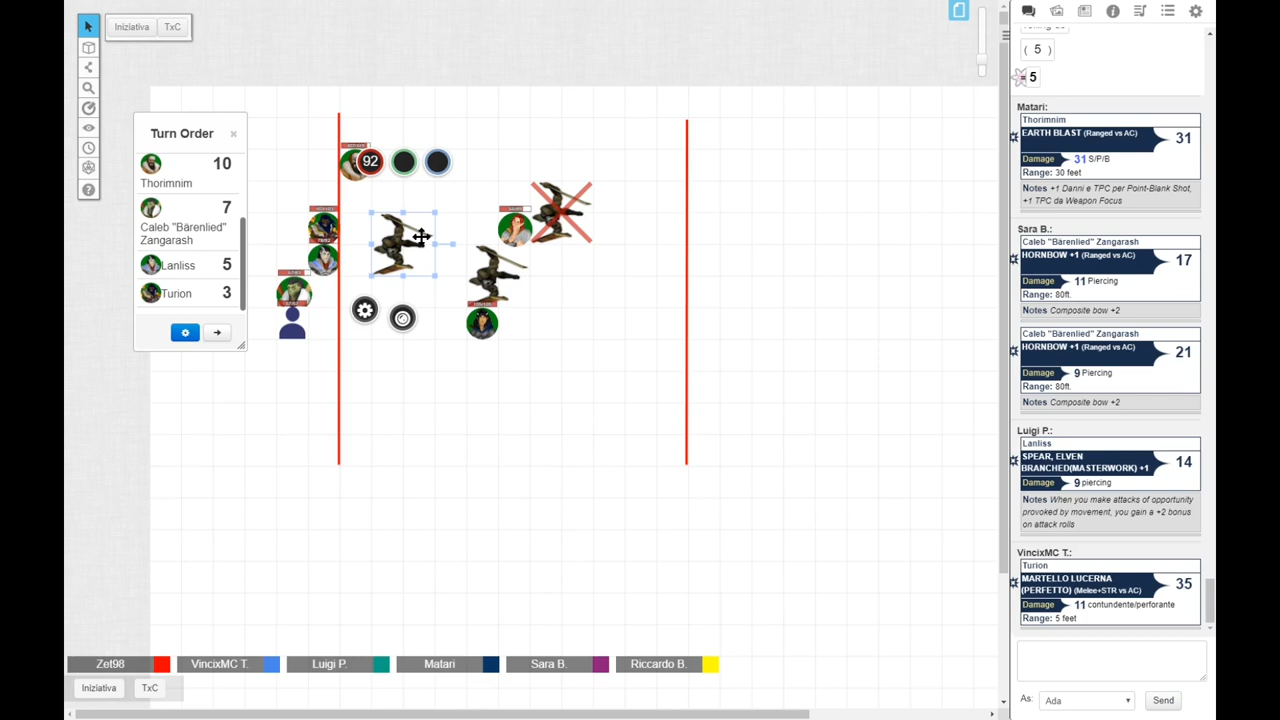 Iniziativa TxC
Turn Order ×
10
Thorimnim
7
Caleb "Bärenlied"
Zangarash
Lanliss 5
Turion 3
92
( 5 )
= 5
Matari:
Thorimnim
EARTH BLAST (Ranged vs AC) 31
Damage 31 S/P/B
Range: 30 feet
Notes +1 Danni e TPC per Point-Blank Shot,
+1 TPC da Weapon Focus
Sara B.:
Caleb "Bärenlied" Zangarash
HORNBOW +1 (Ranged vs AC) 17
Damage 11 Piercing
Range: 80ft.
Notes Composite bow +2
Caleb "Bärenlied" Zangarash
HORNBOW +1 (Ranged vs AC) 21
Damage 9 Piercing
Range: 80ft.
Notes Composite bow +2
Luigi P.:
Lanliss
SPEAR, ELVEN
BRANCHED(MASTERWORK) +1 14
Damage 9 piercing
Notes When you make attacks of opportunity
provoked by movement, you gain a +2 bonus
on attack rolls
VincixMC T.:
Turion
MARTELLO LUCERNA
(PERFETTO) (Melee+STR vs AC) 35
Damage 11 contundente/perforante
Range: 5 feet
Zet98 VincixMC T. Luigi P. Matari Sara B. Riccardo B.
Iniziativa TxC
As: Ada Send